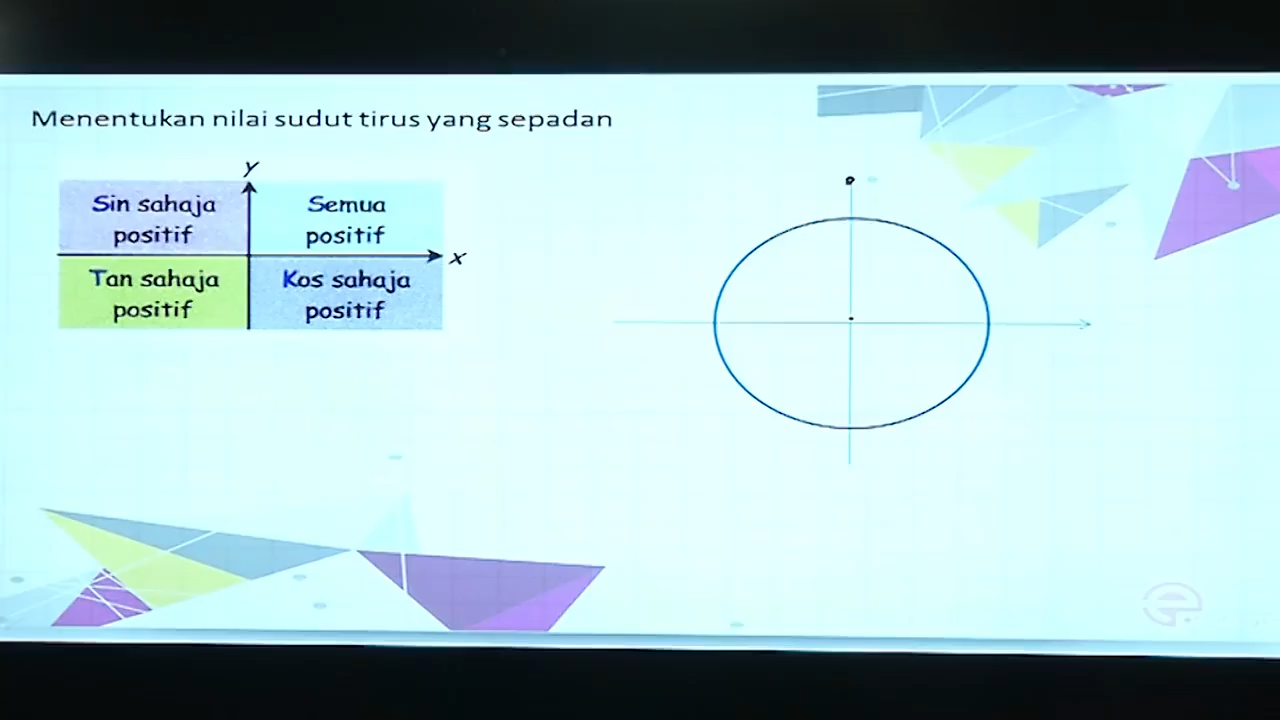 Menentukan nilai sudut tirus yang sepadan
Y
Sin sahaja
positif
Semua
positif
x
Tan sahaja
positif
Kos sahaja
positif